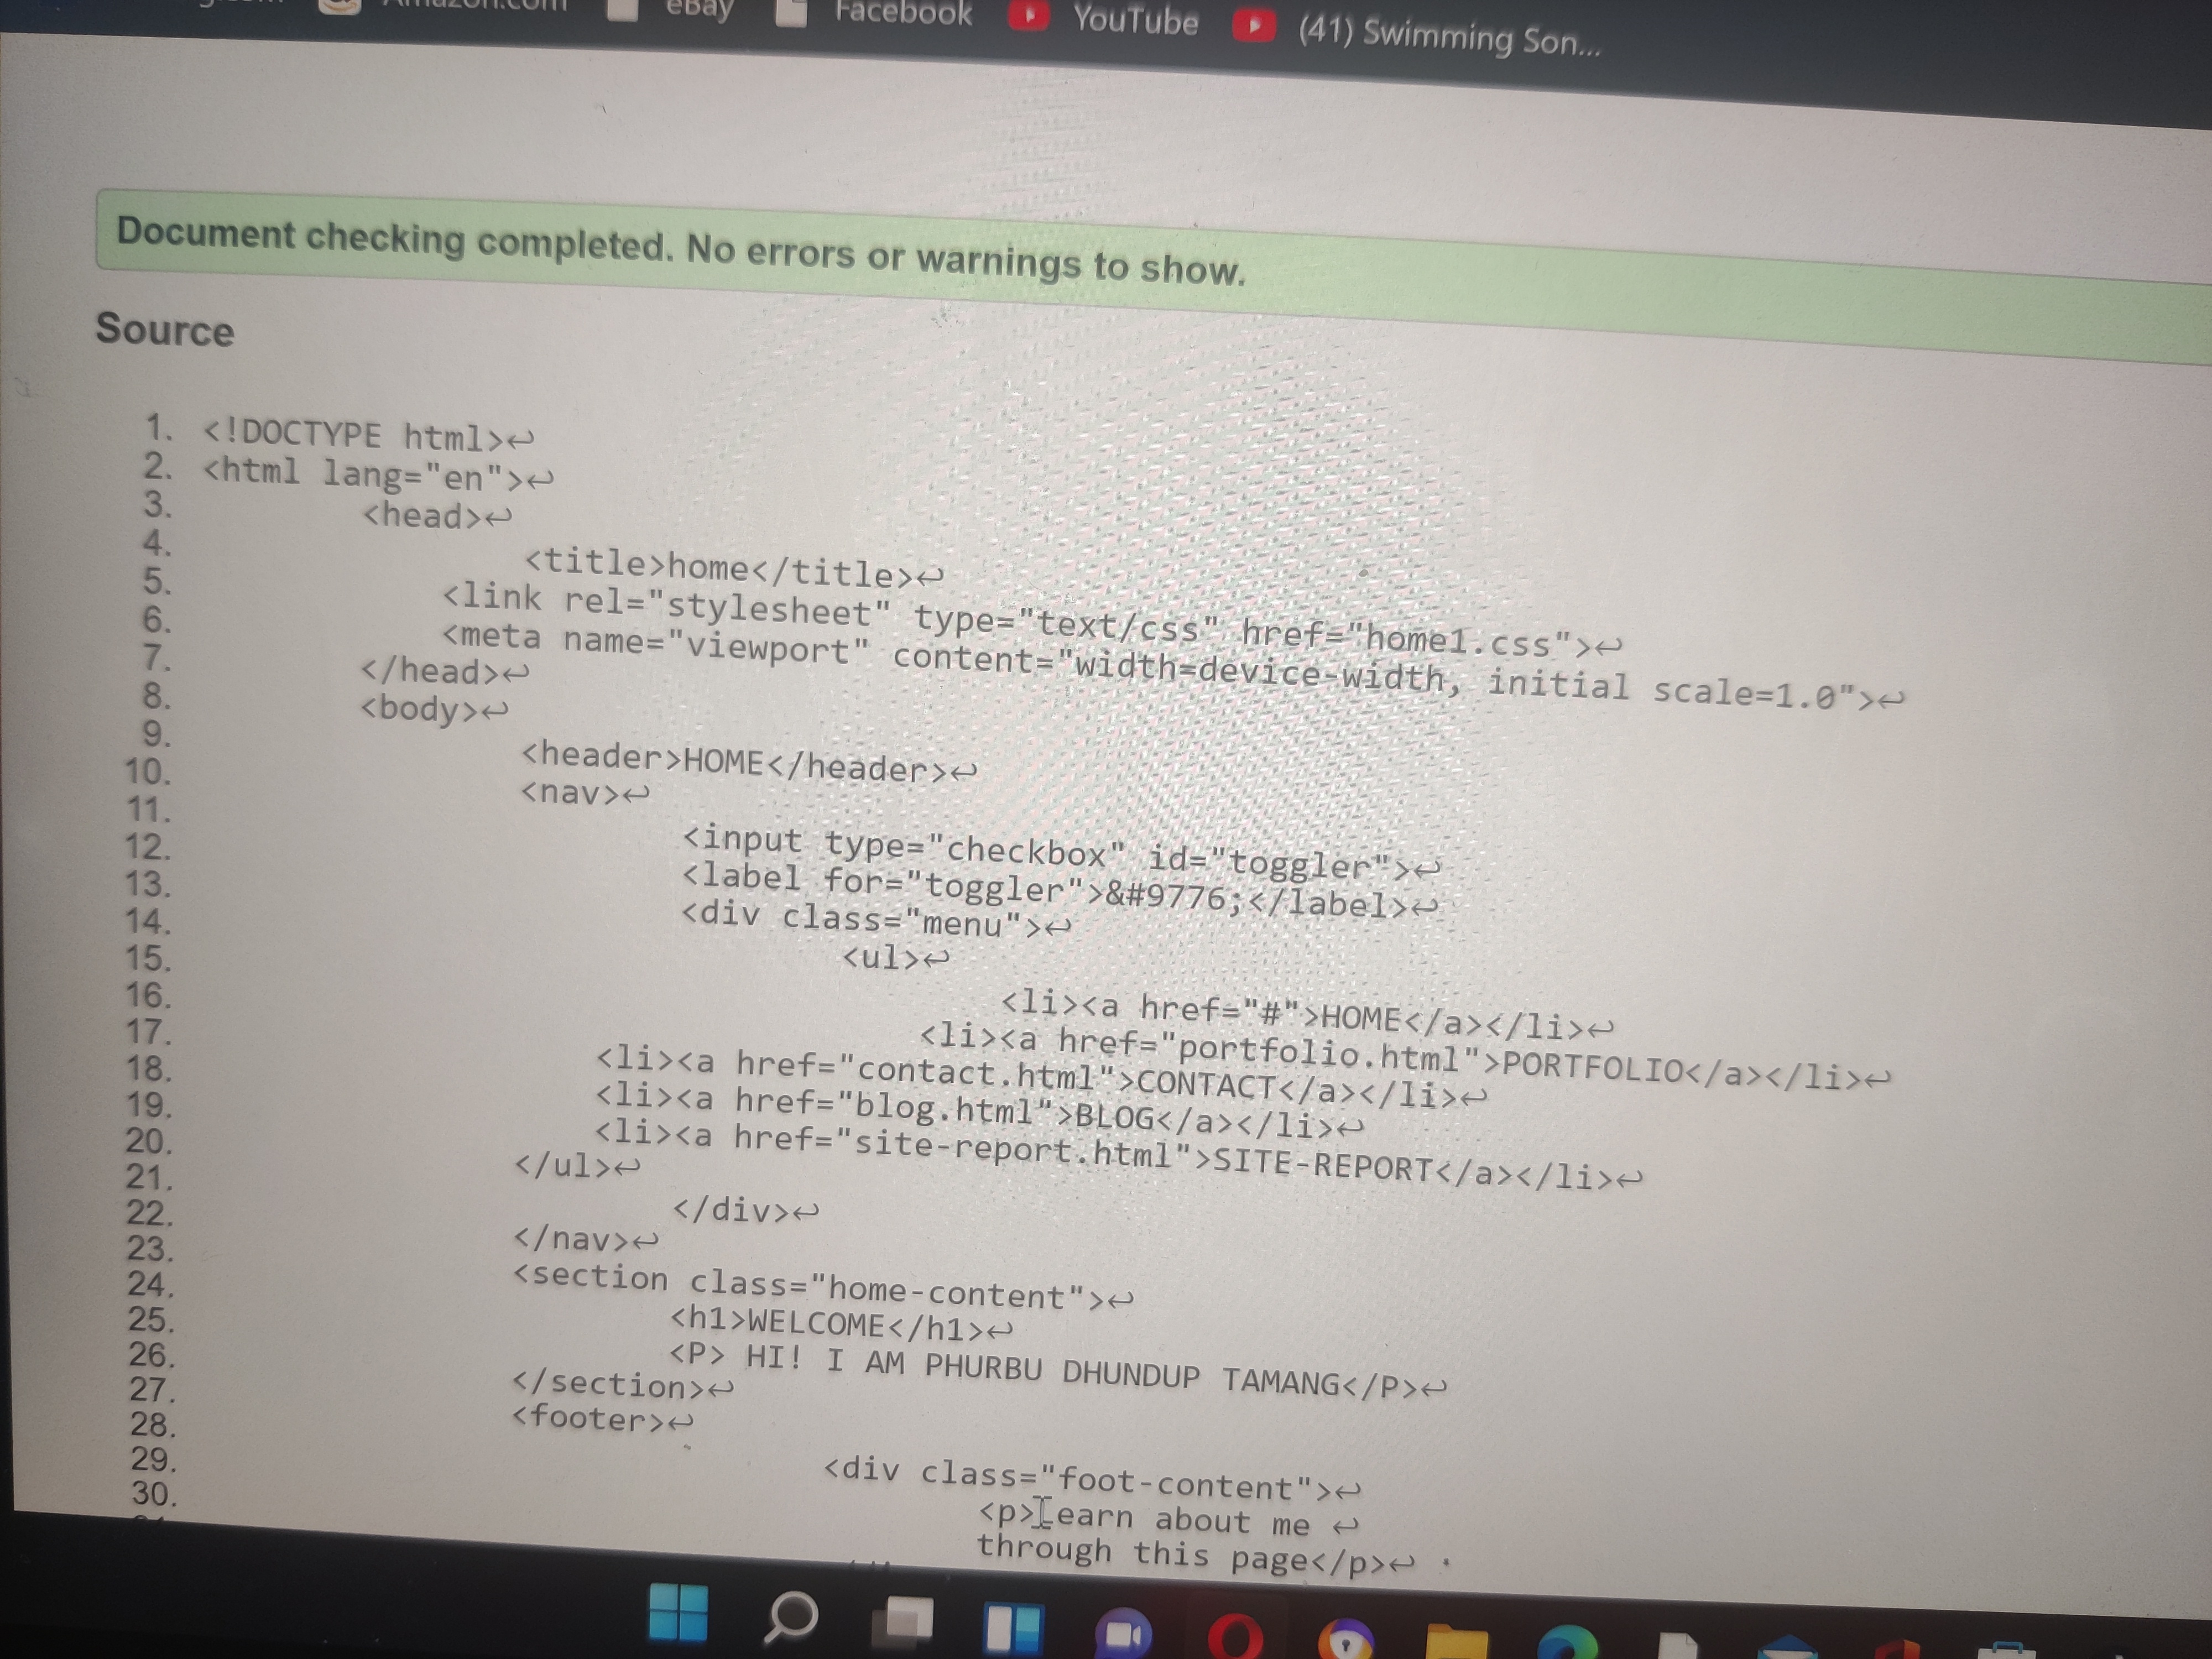 eBay
Facebook
YouTube
(41) Swimming Son...
Document checking completed. No errors or warnings to show.
Source
1. <!DOCTYPE html>↩
2. <html lang="en">↩
3. <head>↩
4. <title>home</title>↩
5. <link rel="stylesheet" type="text/css" href="home1.css">↩
6. <meta name="viewport" content="width=device-width, initial scale=1.0">↩
7. </head>↩
8. <body>↩
9. <header>HOME</header>↩
10. <nav>↩
11. <input type="checkbox" id="toggler">↩
12. <label for="toggler">&#9776;</label>↩
13. <div class="menu">↩
14. <ul>↩
15. <li><a href="#">HOME</a></li>↩
16. <li><a href="portfolio.html">PORTFOLIO</a></li>↩
17. <li><a href="contact.html">CONTACT</a></li>↩
18. <li><a href="blog.html">BLOG</a></li>↩
19. <li><a href="site-report.html">SITE-REPORT</a></li>↩
20. </ul>↩
21. </div>↩
22. </nav>↩
23. <section class="home-content">↩
24. <h1>WELCOME</h1>↩
25. <P> HI! I AM PHURBU DHUNDUP TAMANG</P>↩
26. </section>↩
27. <footer>↩
28. <div class="foot-content">↩
29. <p>Learn about me ↩
30. through this page</p>↩